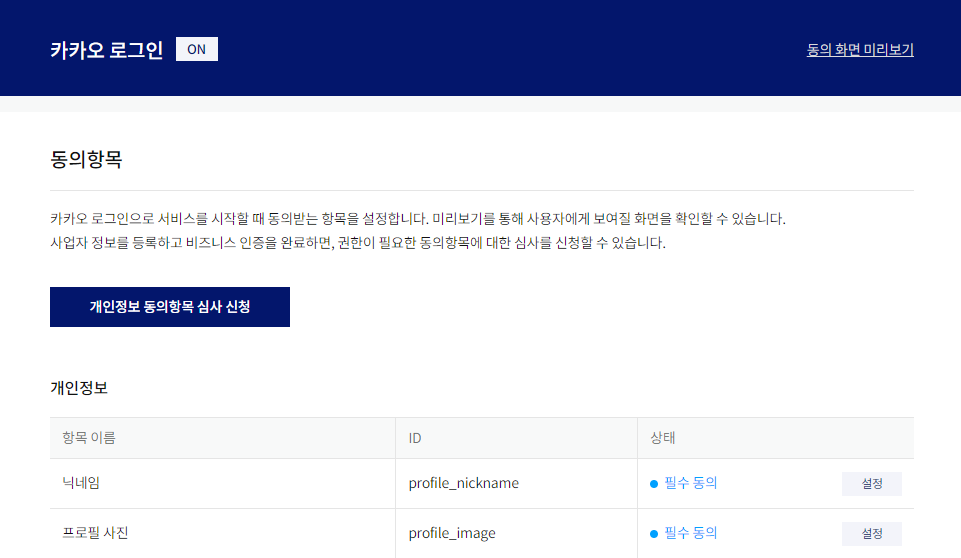 카카오 로그인 ON 동의 화면 미리보기
동의항목
카카오 로그인으로 서비스를 시작할 때 동의받는 항목을 설정합니다. 미리보기를 통해 사용자에게 보여질 화면을 확인할 수 있습니다.
사업자 정보를 등록하고 비즈니스 인증을 완료하면, 권한이 필요한 동의항목에 대한 심사를 신청할 수 있습니다.
개인정보 동의항목 심사 신청
개인정보
항목 이름 ID 상태
닉네임 profile_nickname 필수 동의 설정
프로필 사진 profile_image 필수 동의 설정